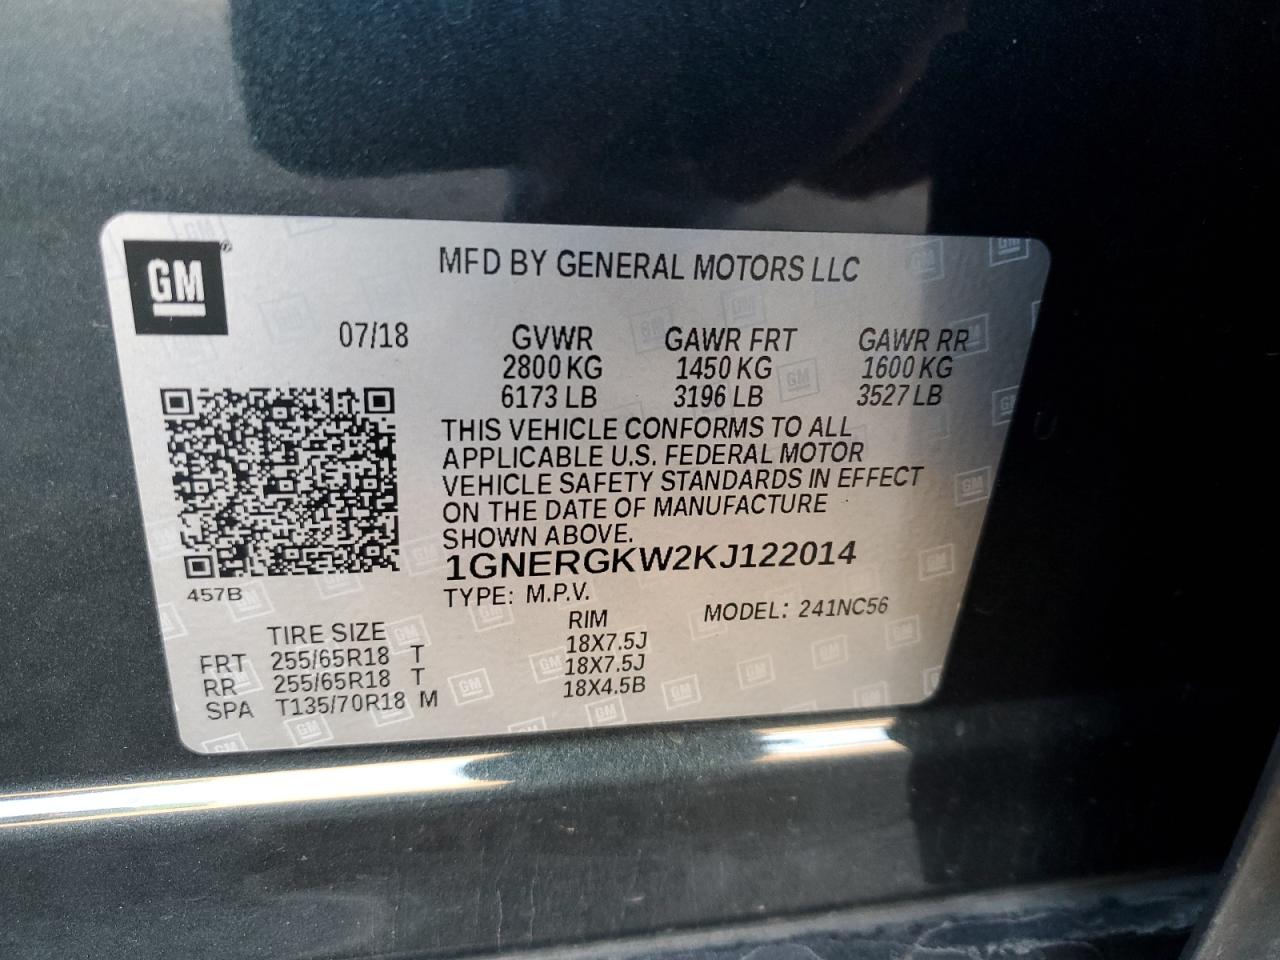 GM®
MFD BY GENERAL MOTORS LLC
07/18 GVWR GAWR FRT GAWR RR
2800 KG 1450 KG 1600 KG
6173 LB 3196 LB 3527 LB
THIS VEHICLE CONFORMS TO ALL
APPLICABLE U.S. FEDERAL MOTOR
VEHICLE SAFETY STANDARDS IN EFFECT
ON THE DATE OF MANUFACTURE
SHOWN ABOVE.
1GNERGKW2KJ122014
457B
TYPE: M.P.V.
MODEL: 241NC56
TIRE SIZE RIM
FRT 255/65R18 T 18X7.5J
RR 255/65R18 T 18X7.5J
SPA T135/70R18 M 18X4.5B